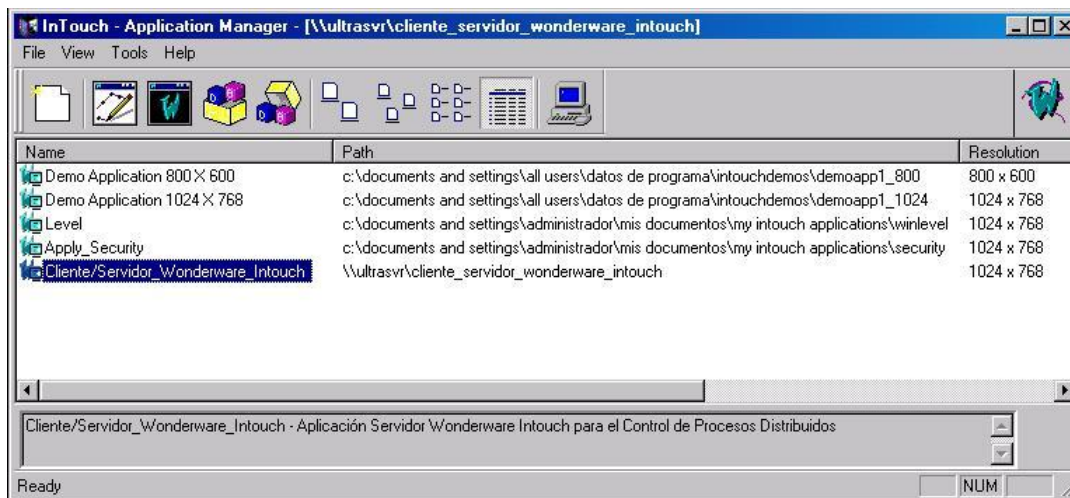 InTouch - Application Manager - [\\ultrasvr\cliente_servidor_wonderware_intouch]
File View Tools Help
Name Path Resolution
Demo Application 800 X 600 c:\documents and settings\all users\datos de programa\intouchdemos\demoapp1_800 800 x 600
Demo Application 1024 X 768 c:\documents and settings\all users\datos de programa\intouchdemos\demoapp1_1024 1024 x 768
Level c:\documents and settings\administrador\mis documentos\my intouch applications\winlevel 1024 x 768
Apply_Security c:\documents and settings\administrador\mis documentos\my intouch applications\security 1024 x 768
Cliente/Servidor_Wonderware_Intouch \\ultrasvr\cliente_servidor_wonderware_intouch 1024 x 768
Cliente/Servidor_Wonderware_Intouch - Aplicación Servidor Wonderware Intouch para el Control de Procesos Distribuidos
Ready NUM